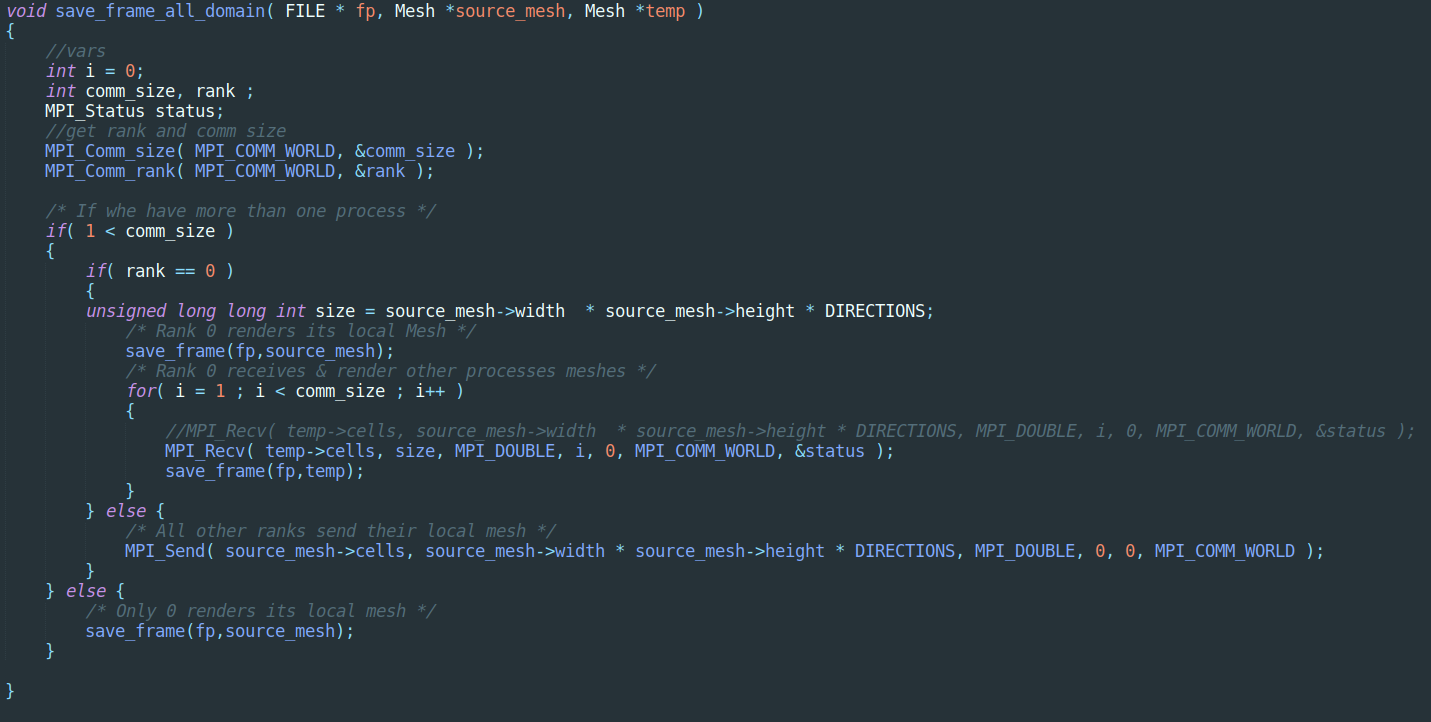 void save_frame_all_domain( FILE * fp, Mesh *source_mesh, Mesh *temp )
{
    //vars
    int i = 0;
    int comm_size, rank ;
    MPI_Status status;
    //get rank and comm size
    MPI_Comm_size( MPI_COMM_WORLD, &comm_size );
    MPI_Comm_rank( MPI_COMM_WORLD, &rank );

    /* If whe have more than one process */
    if( 1 < comm_size )
    {
        if( rank == 0 )
        {
        unsigned long long int size = source_mesh->width  * source_mesh->height * DIRECTIONS;
            /* Rank 0 renders its local Mesh */
            save_frame(fp,source_mesh);
            /* Rank 0 receives & render other processes meshes */
            for( i = 1 ; i < comm_size ; i++ )
            {
                //MPI_Recv( temp->cells, source_mesh->width  * source_mesh->height * DIRECTIONS, MPI_DOUBLE, i, 0, MPI_COMM_WORLD, &status );
                MPI_Recv( temp->cells, size, MPI_DOUBLE, i, 0, MPI_COMM_WORLD, &status );
                save_frame(fp,temp);
            }
        } else {
            /* All other ranks send their local mesh */
            MPI_Send( source_mesh->cells, source_mesh->width * source_mesh->height * DIRECTIONS, MPI_DOUBLE, 0, 0, MPI_COMM_WORLD );
        }
    } else {
        /* Only 0 renders its local mesh */
        save_frame(fp,source_mesh);
    }

}